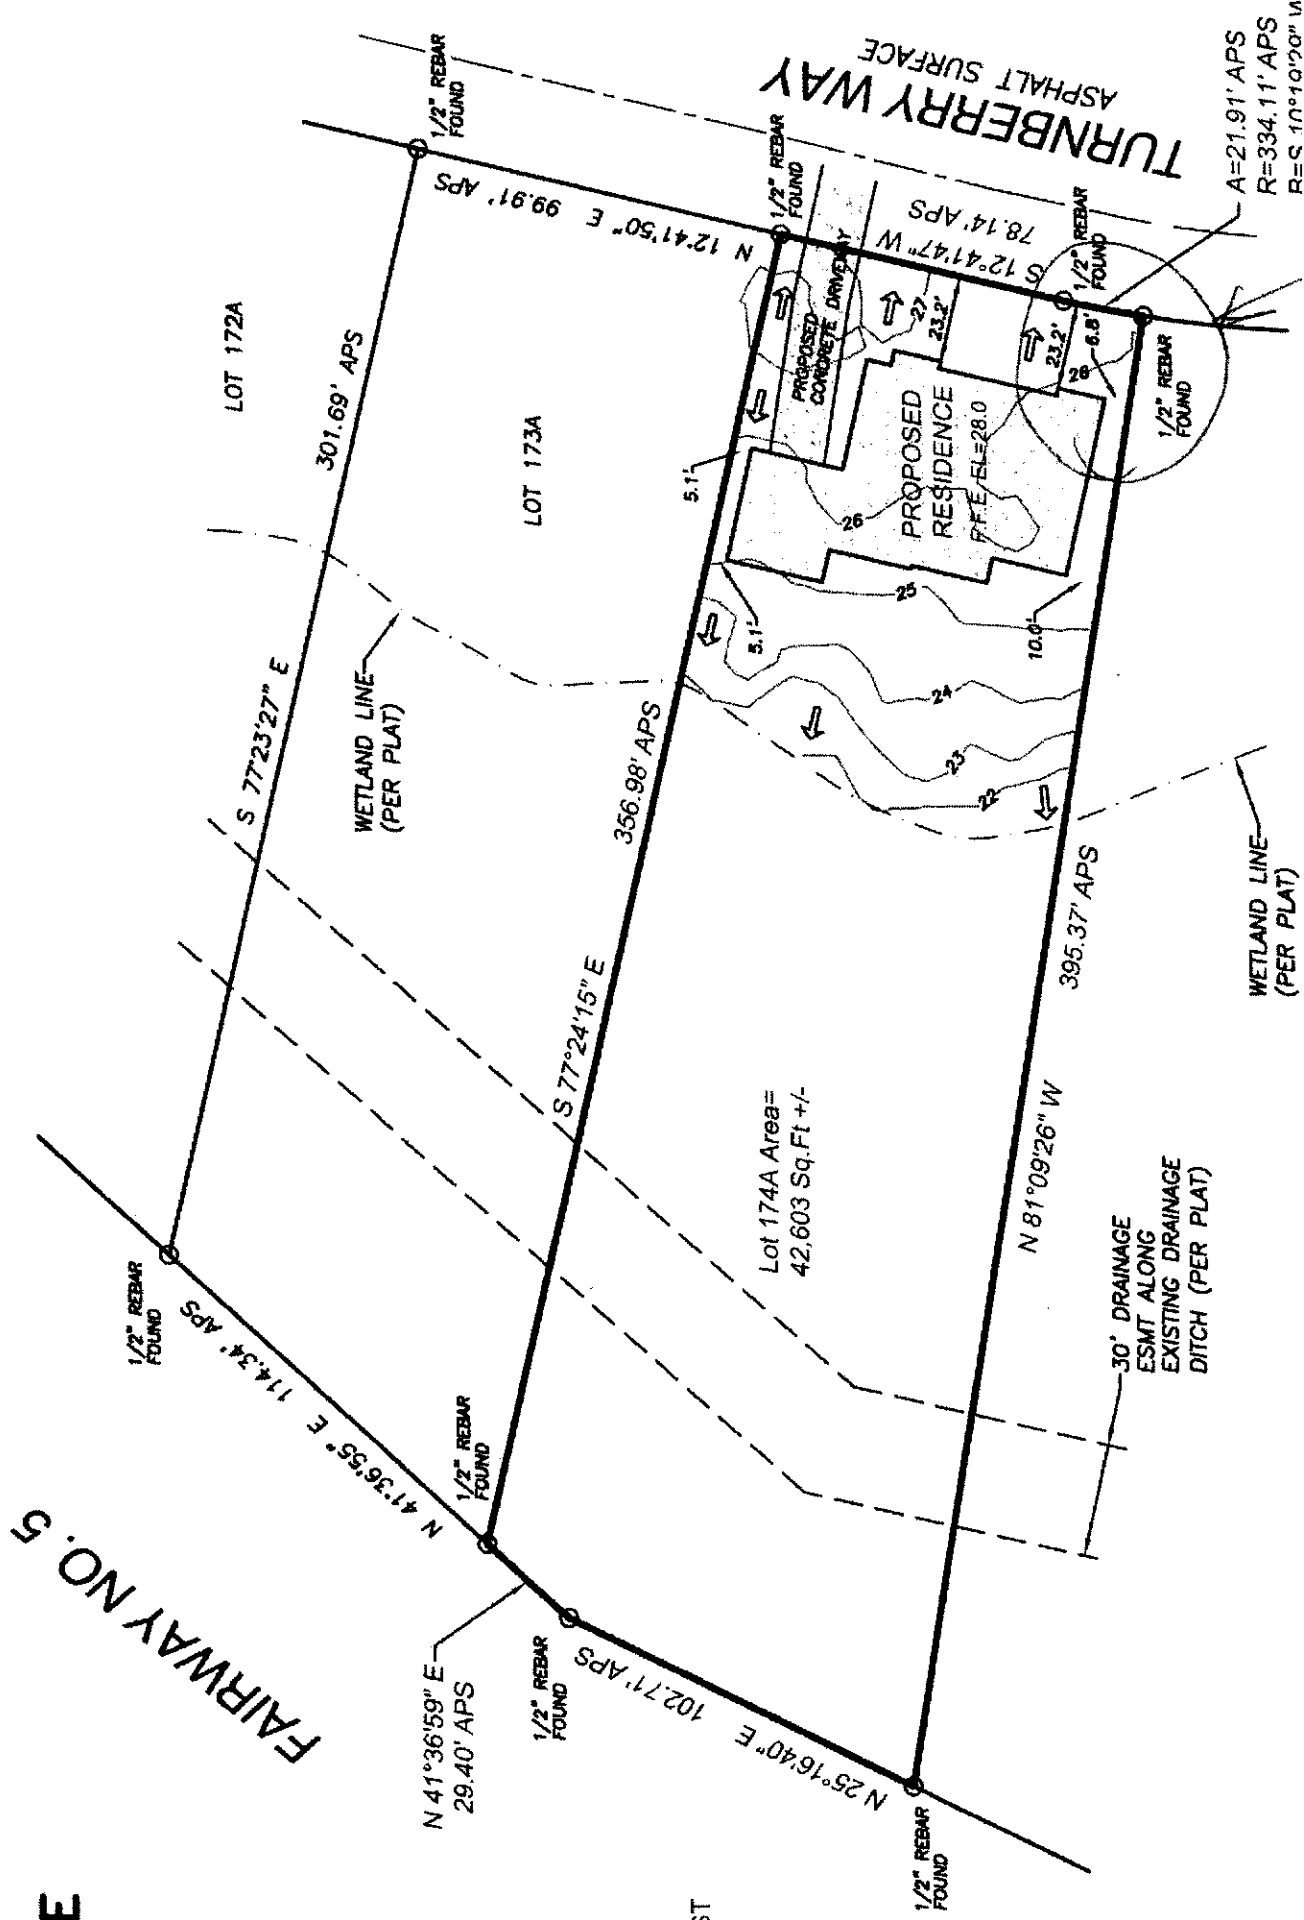 E
FAIRWAY NO. 5
LOT 172A
301.69' APS
S 77°23'27" E
1/2" REBAR
FOUND
N 12°41'50" E 99.91' APS
TURNBERRY WAY
ASPHALT SURFACE
LOT 173A
WETLAND LINE
(PER PLAT)
1/2" REBAR
FOUND
N 41°36'55" E 114.34' APS
1/2" REBAR
FOUND
N 41°36'59" E
29.40' APS
1/2" REBAR
FOUND
N 25°16'40" E 102.71' APS
1/2" REBAR
FOUND
S 77°24'15" E
356.98' APS
1/2" REBAR
FOUND
S 12°41'47" W
78.14' APS
1/2" REBAR
FOUND
PROPOSED
CONCRETE DRIVEWAY
5.1'
5.1'
10.0'
6.8'
23.2'
23.2'
27
26
26
25
24
23
22
PROPOSED
RESIDENCE
F.F.E. EL=28.0
1/2" REBAR
FOUND
A=21.91' APS
R=334.11' APS
Lot 174A Area=
42,603 Sq.Ft +/-
N 81°09'26" W
395.37' APS
WETLAND LINE
(PER PLAT)
30' DRAINAGE
ESMT ALONG
EXISTING DRAINAGE
DITCH (PER PLAT)
ST